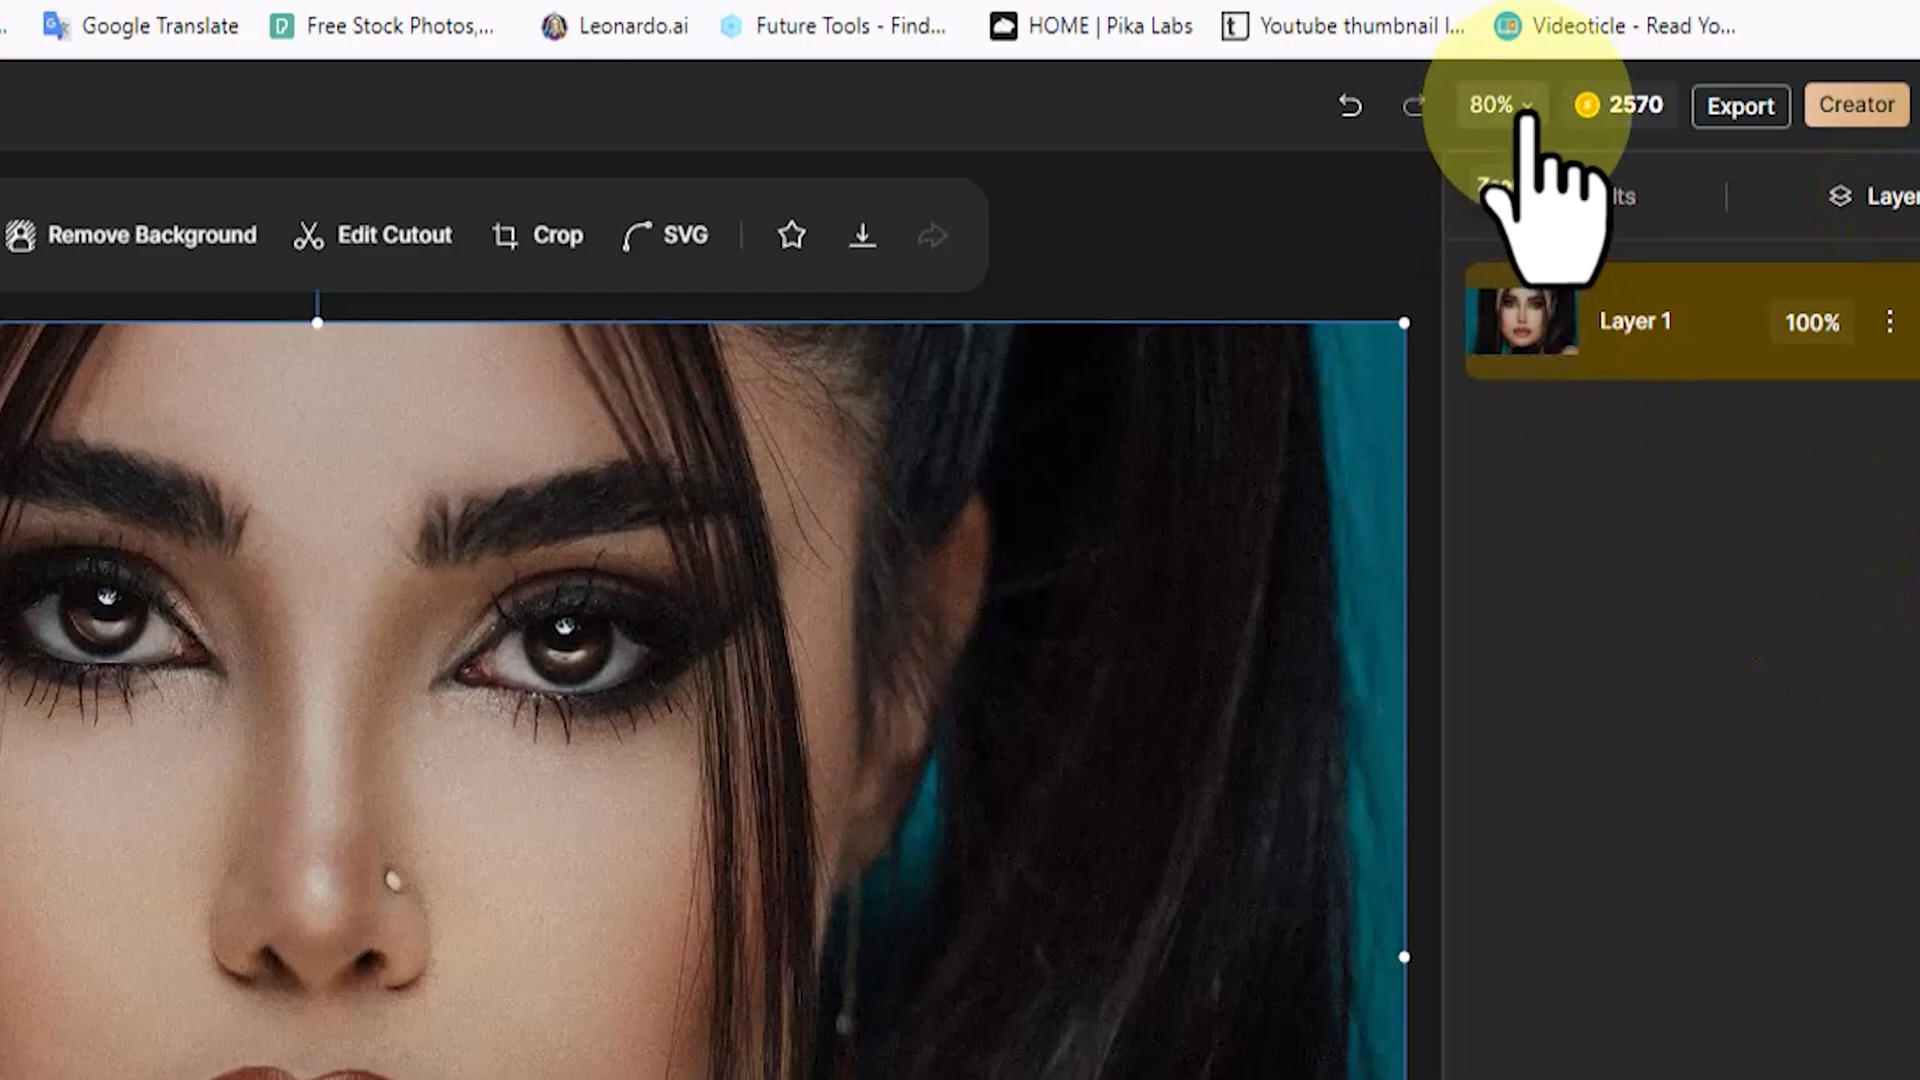 Google Translate
Free Stock Photos,...
Leonardo.ai
Future Tools - Find...
HOME | Pika Labs
Youtube thumbnail I...
Videoticle - Read Yo...
80%
2570
Export
Creator
Remove Background
Edit Cutout
Crop
SVG
Layer
Layer 1
100%